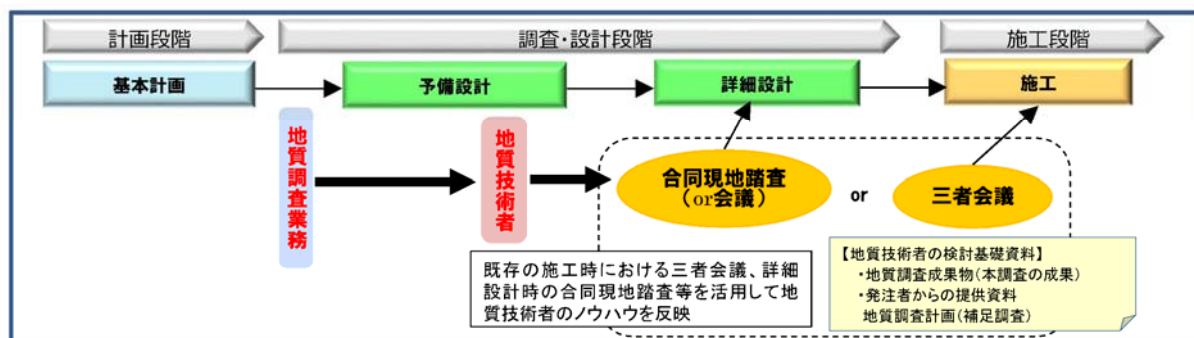 計画段階
調査・設計段階
施工段階
基本計画
予備設計
詳細設計
施工
地質調査業務
地質技術者
合同現地踏査
(or会議)
or
三者会議
既存の施工時における三者会議、詳細
設計時の合同現地踏査等を活用して地
質技術者のノウハウを反映
【地質技術者の検討基礎資料】
・地質調査成果物(本調査の成果)
・発注者からの提供資料
地質調査計画(補足調査)